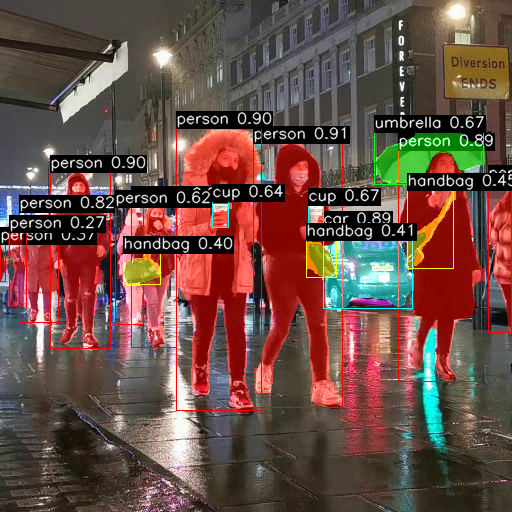 FOREVE
Diversion
ENDS
umbrella 0.67
person 0.90
person 0.91
person 0.89
person 0.90
handbag 0.45
person 0.62
cup 0.64
cup 0.67
person 0.82
person 0.27
car 0.89
handbag 0.41
person 0.37
handbag 0.40